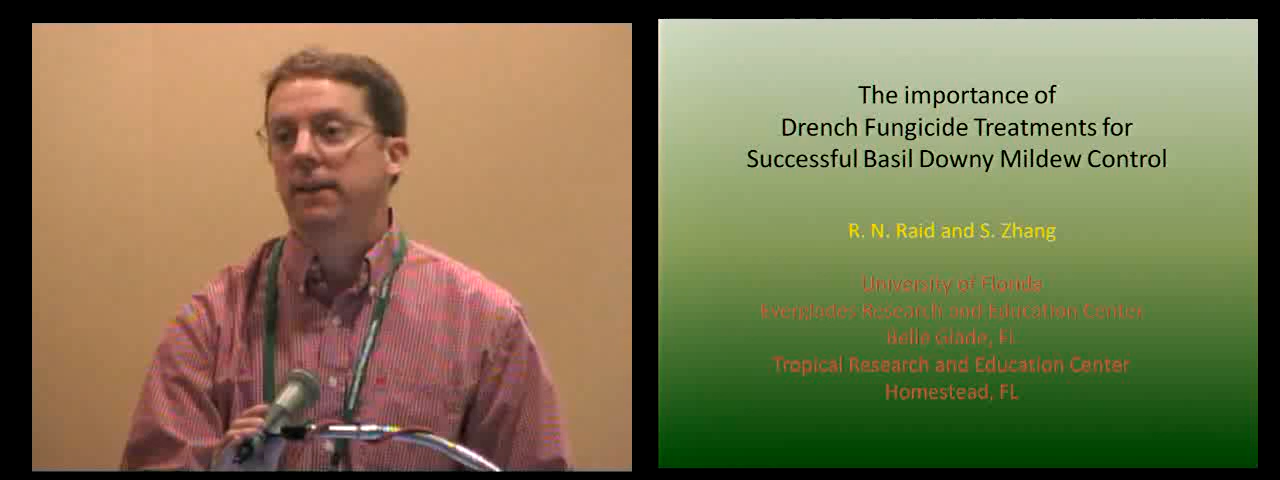 The importance of
Drench Fungicide Treatments for
Successful Basil Downy Mildew Control
R. N. Raid and S. Zhang
University of Florida
Everglades Research and Education Center
Belle Glade, FL
Tropical Research and Education Center
Homestead, FL